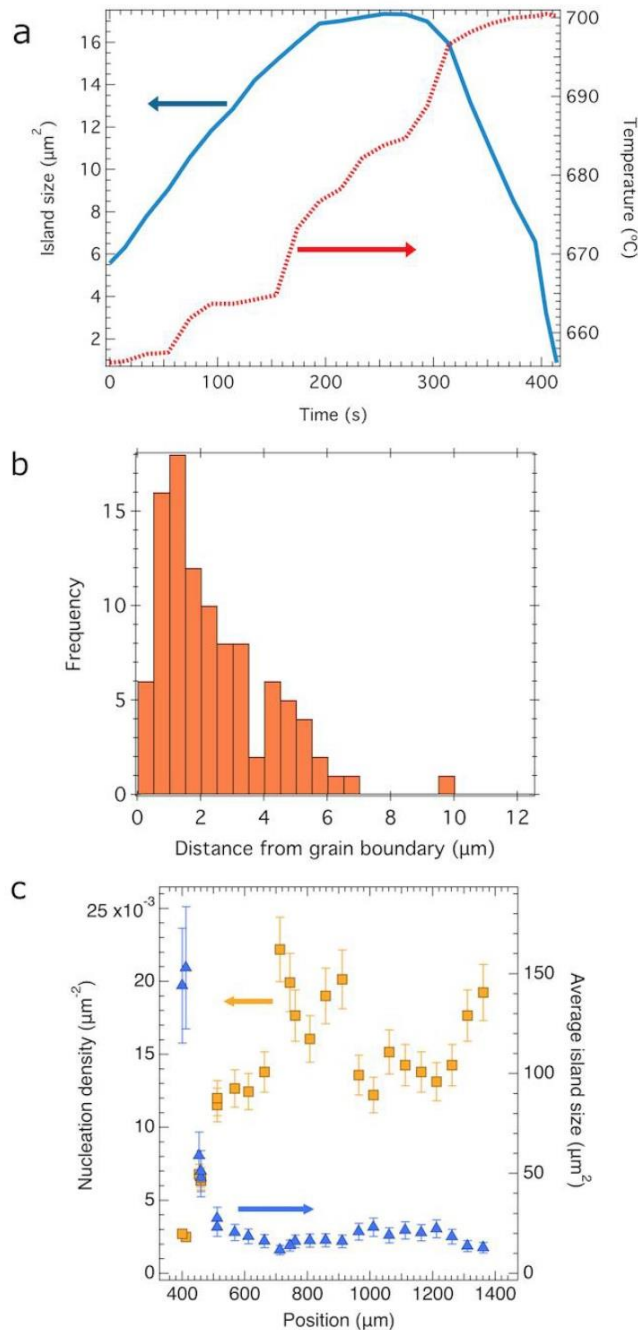 a
Island size (µm²)
16
14
12
10
8
6
4
2
700
690
680
670
660
Temperature (°C)
0 100 200 300 400
Time (s)
b
Frequency
15
10
5
0
0 2 4 6 8 10 12
Distance from grain boundary (µm)
c
Nucleation density (µm⁻²)
25 x10⁻³
20
15
10
5
0
150
100
50
0
Average island size (µm²)
400 600 800 1000 1200 1400
Position (µm)